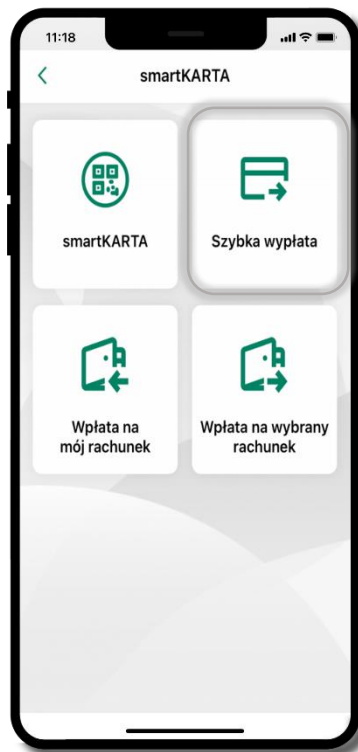 11:18
smartKARTA
smartKARTA
Szybka wypłata
Wpłata na
mój rachunek
Wpłata na wybrany
rachunek